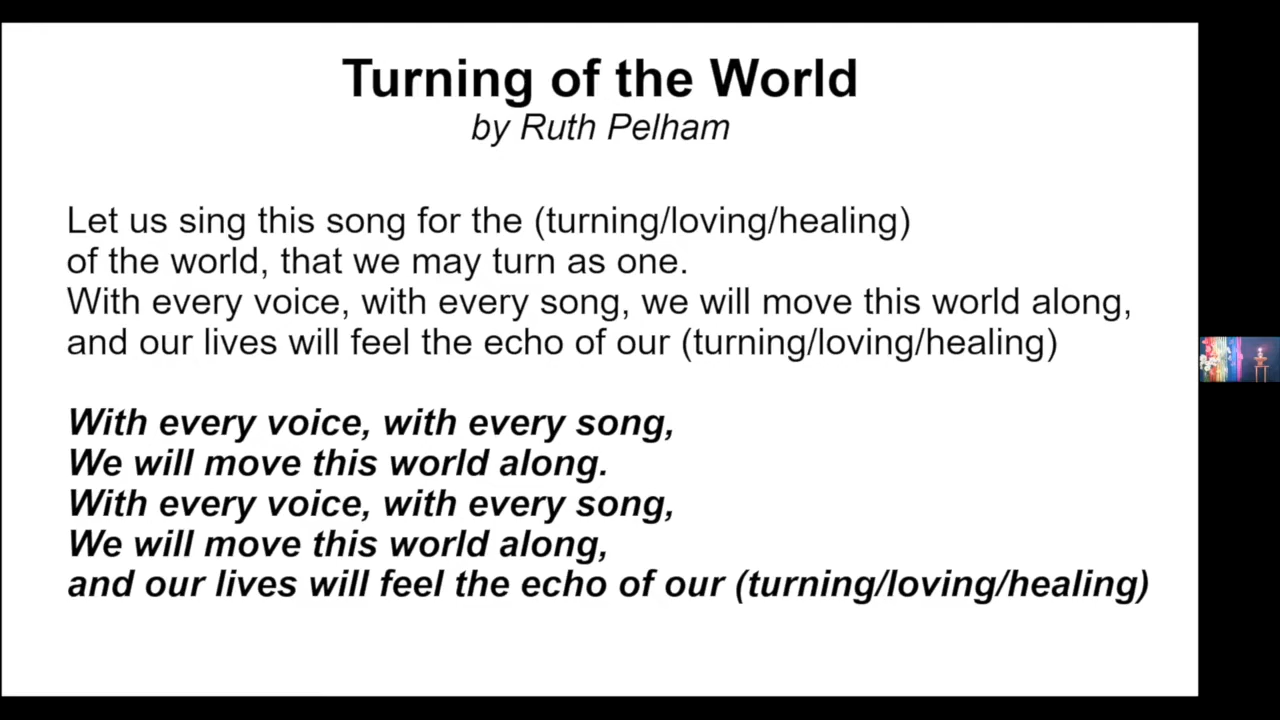 Turning of the World
by Ruth Pelham
Let us sing this song for the (turning/loving/healing)
of the world, that we may turn as one.
With every voice, with every song, we will move this world along,
and our lives will feel the echo of our (turning/loving/healing)
With every voice, with every song,
We will move this world along.
With every voice, with every song,
We will move this world along,
and our lives will feel the echo of our (turning/loving/healing)